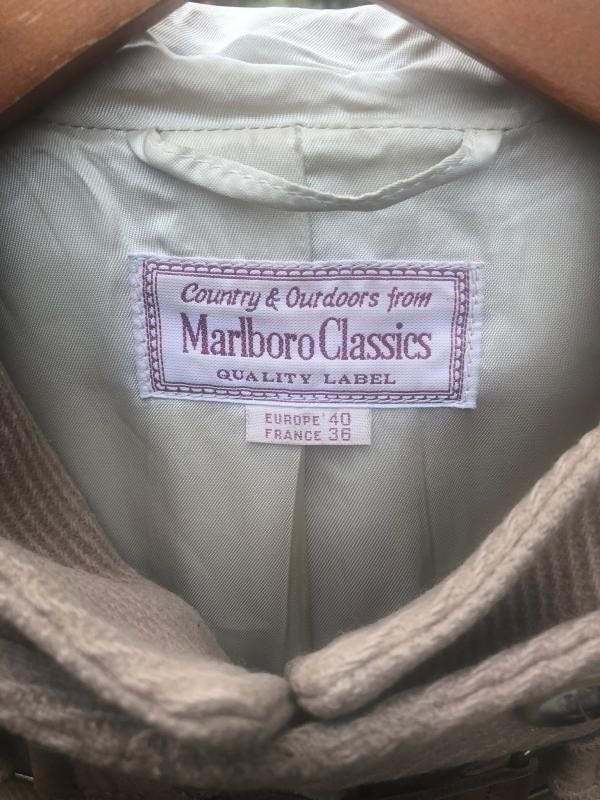 Country & Outdoors from
Marlboro Classics
QUALITY LABEL
EUROPE 40
FRANCE 36